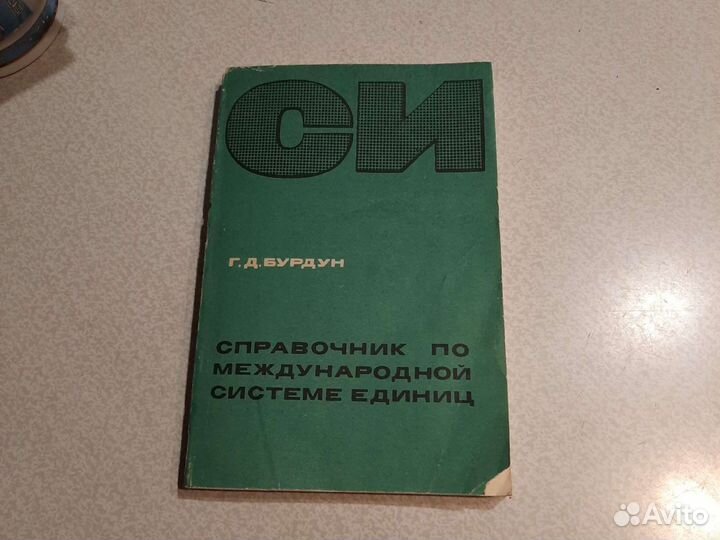 СИ
Г.Д.БУРДУН
СПРАВОЧНИК ПО
МЕЖДУНАРОДНОЙ
СИСТЕМЕ ЕДИНИЦ
Avito